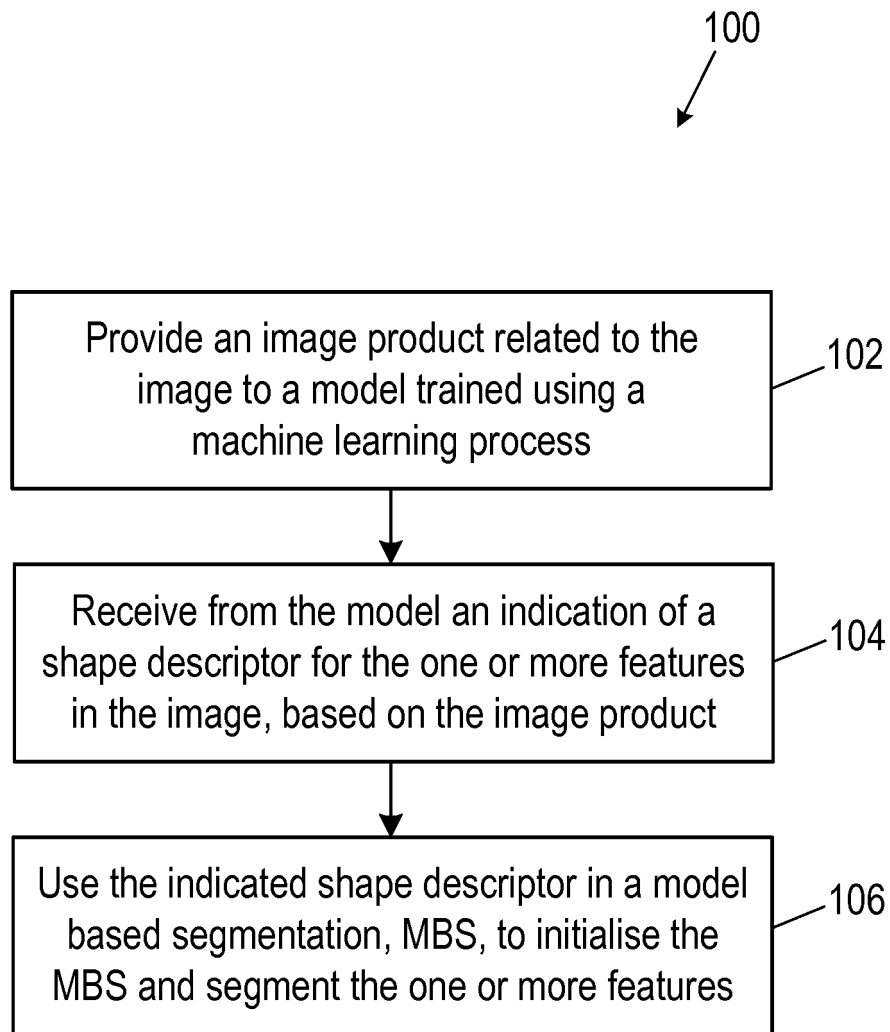 100
Provide an image product related to the
image to a model trained using a
machine learning process
102
Receive from the model an indication of a
shape descriptor for the one or more features
in the image, based on the image product
104
Use the indicated shape descriptor in a model
based segmentation, MBS, to initialise the
MBS and segment the one or more features
106